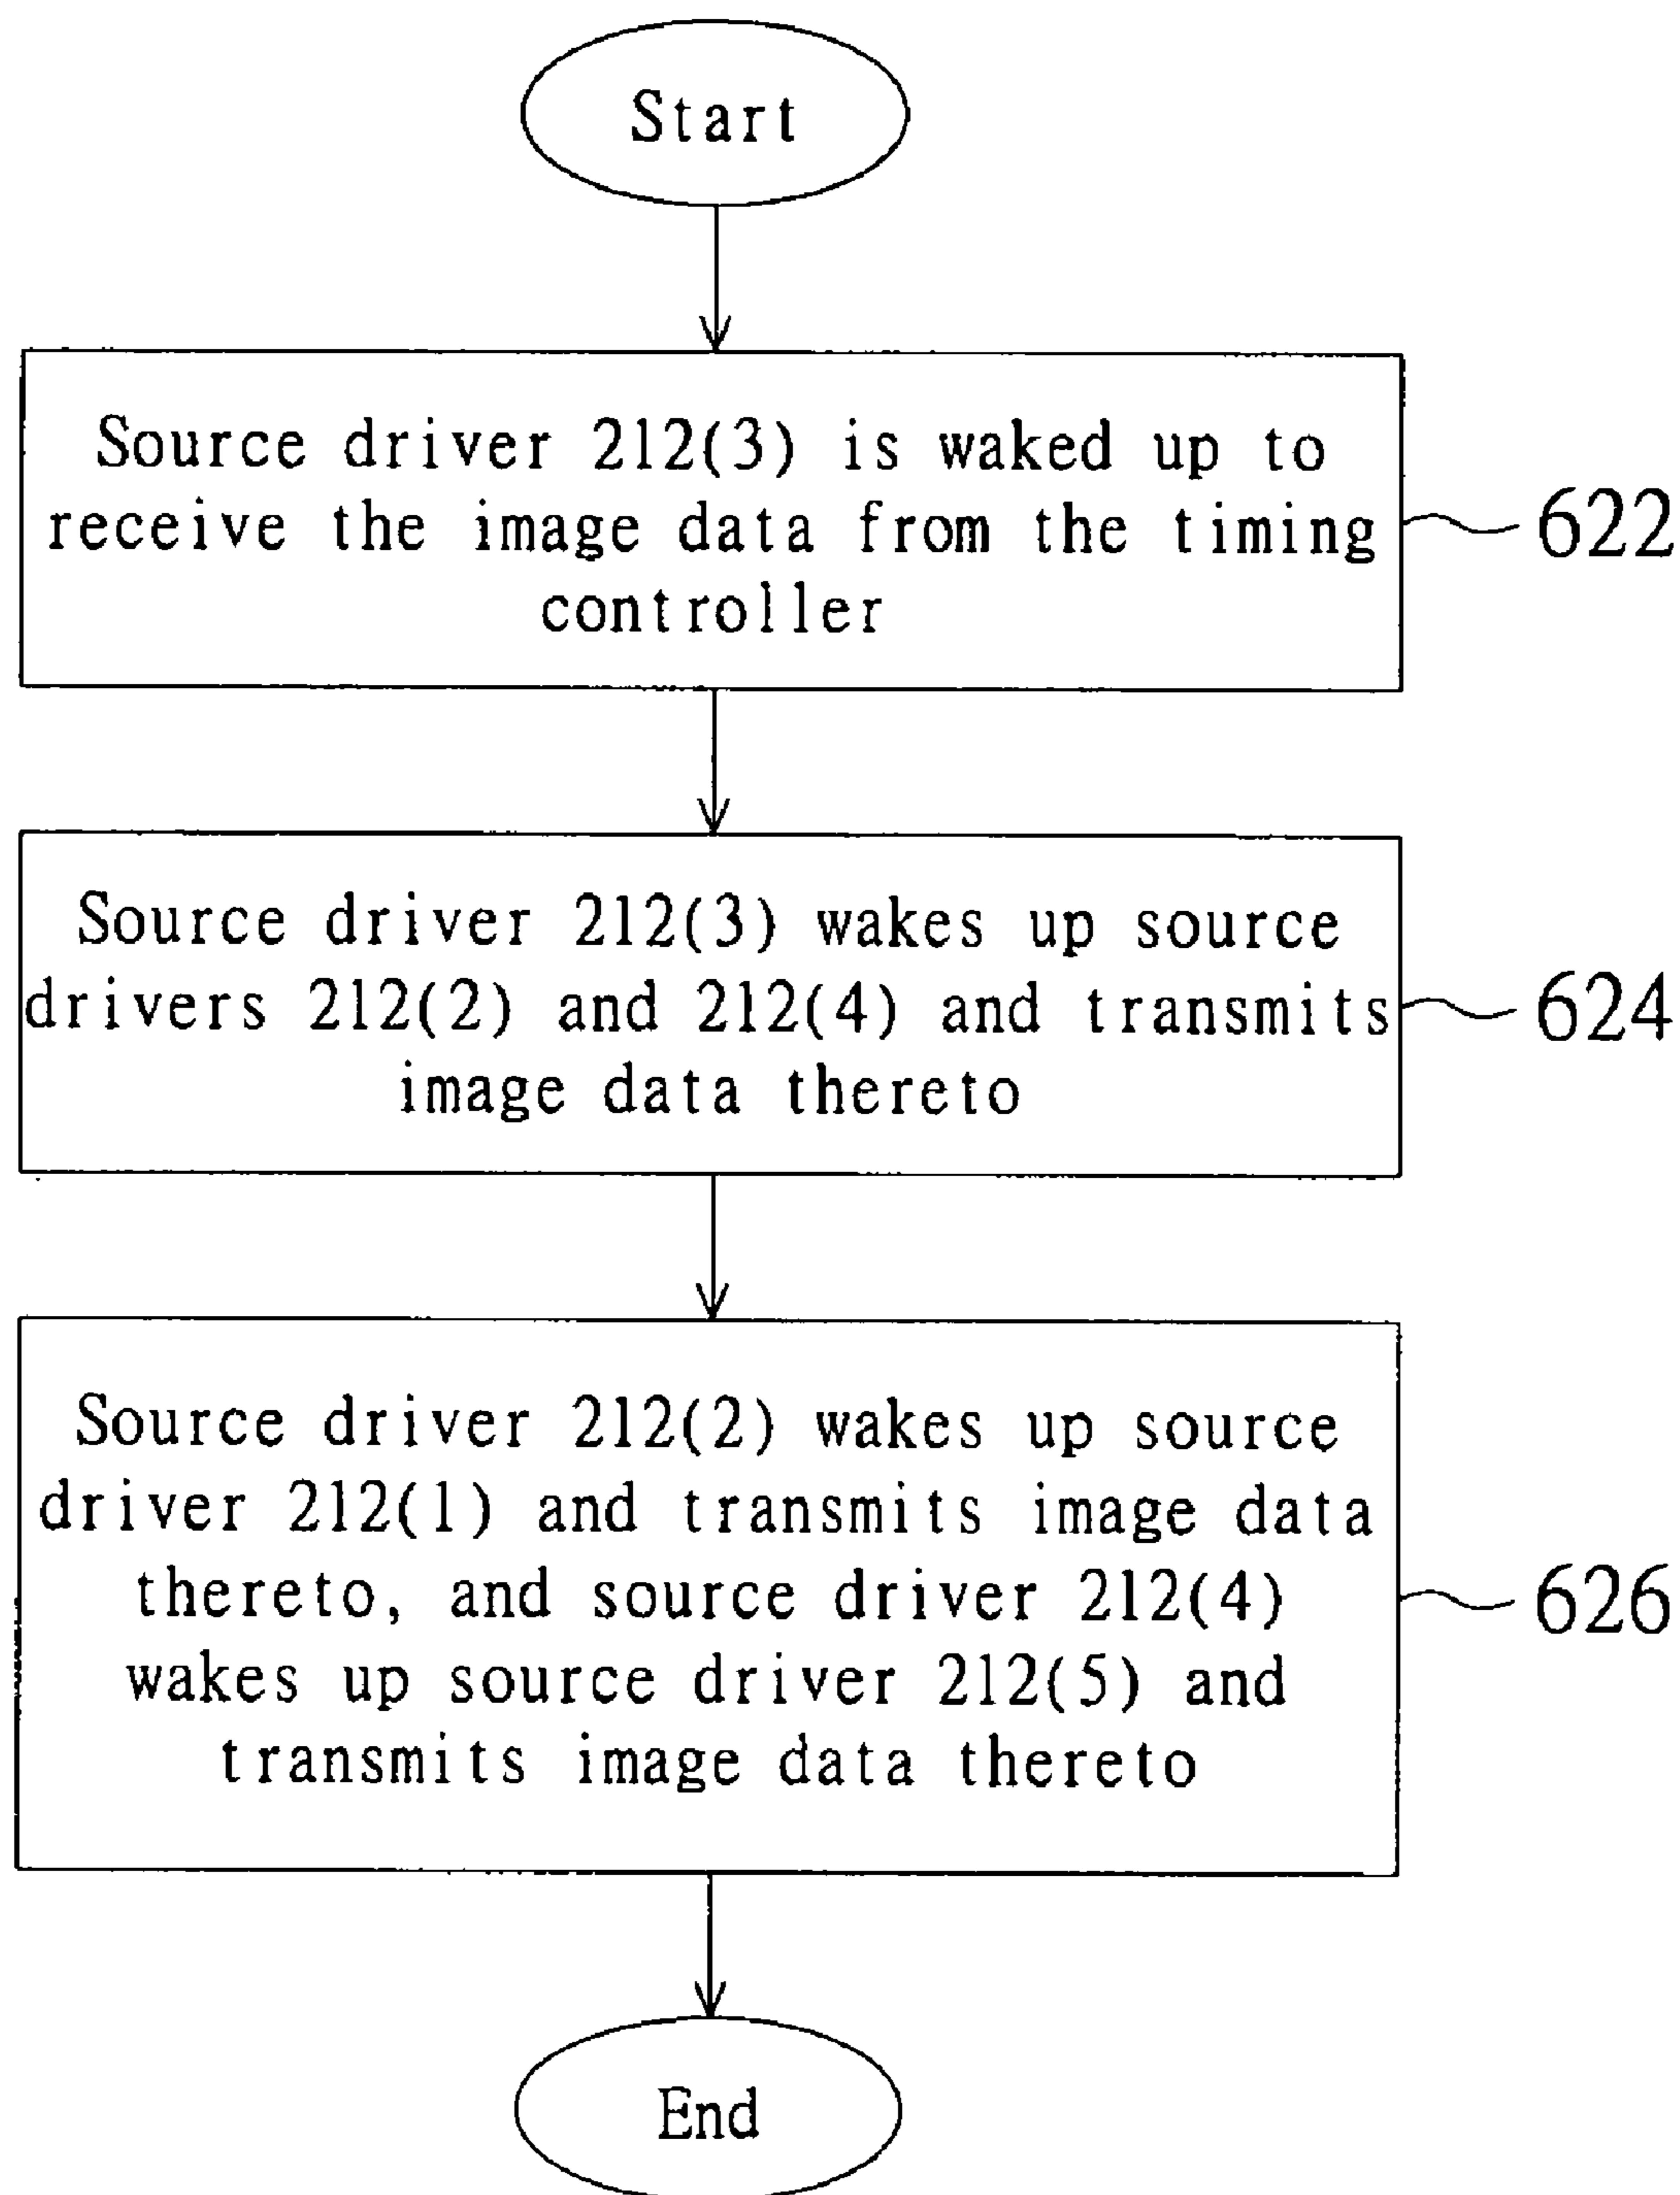 Start
Source driver 212(3) is waked up to
receive the image data from the timing
controller
622
Source driver 212(3) wakes up source
drivers 212(2) and 212(4) and transmits
image data thereto
624
Source driver 212(2) wakes up source
driver 212(1) and transmits image data
thereto, and source driver 212(4)
wakes up source driver 212(5) and
transmits image data thereto
626
End